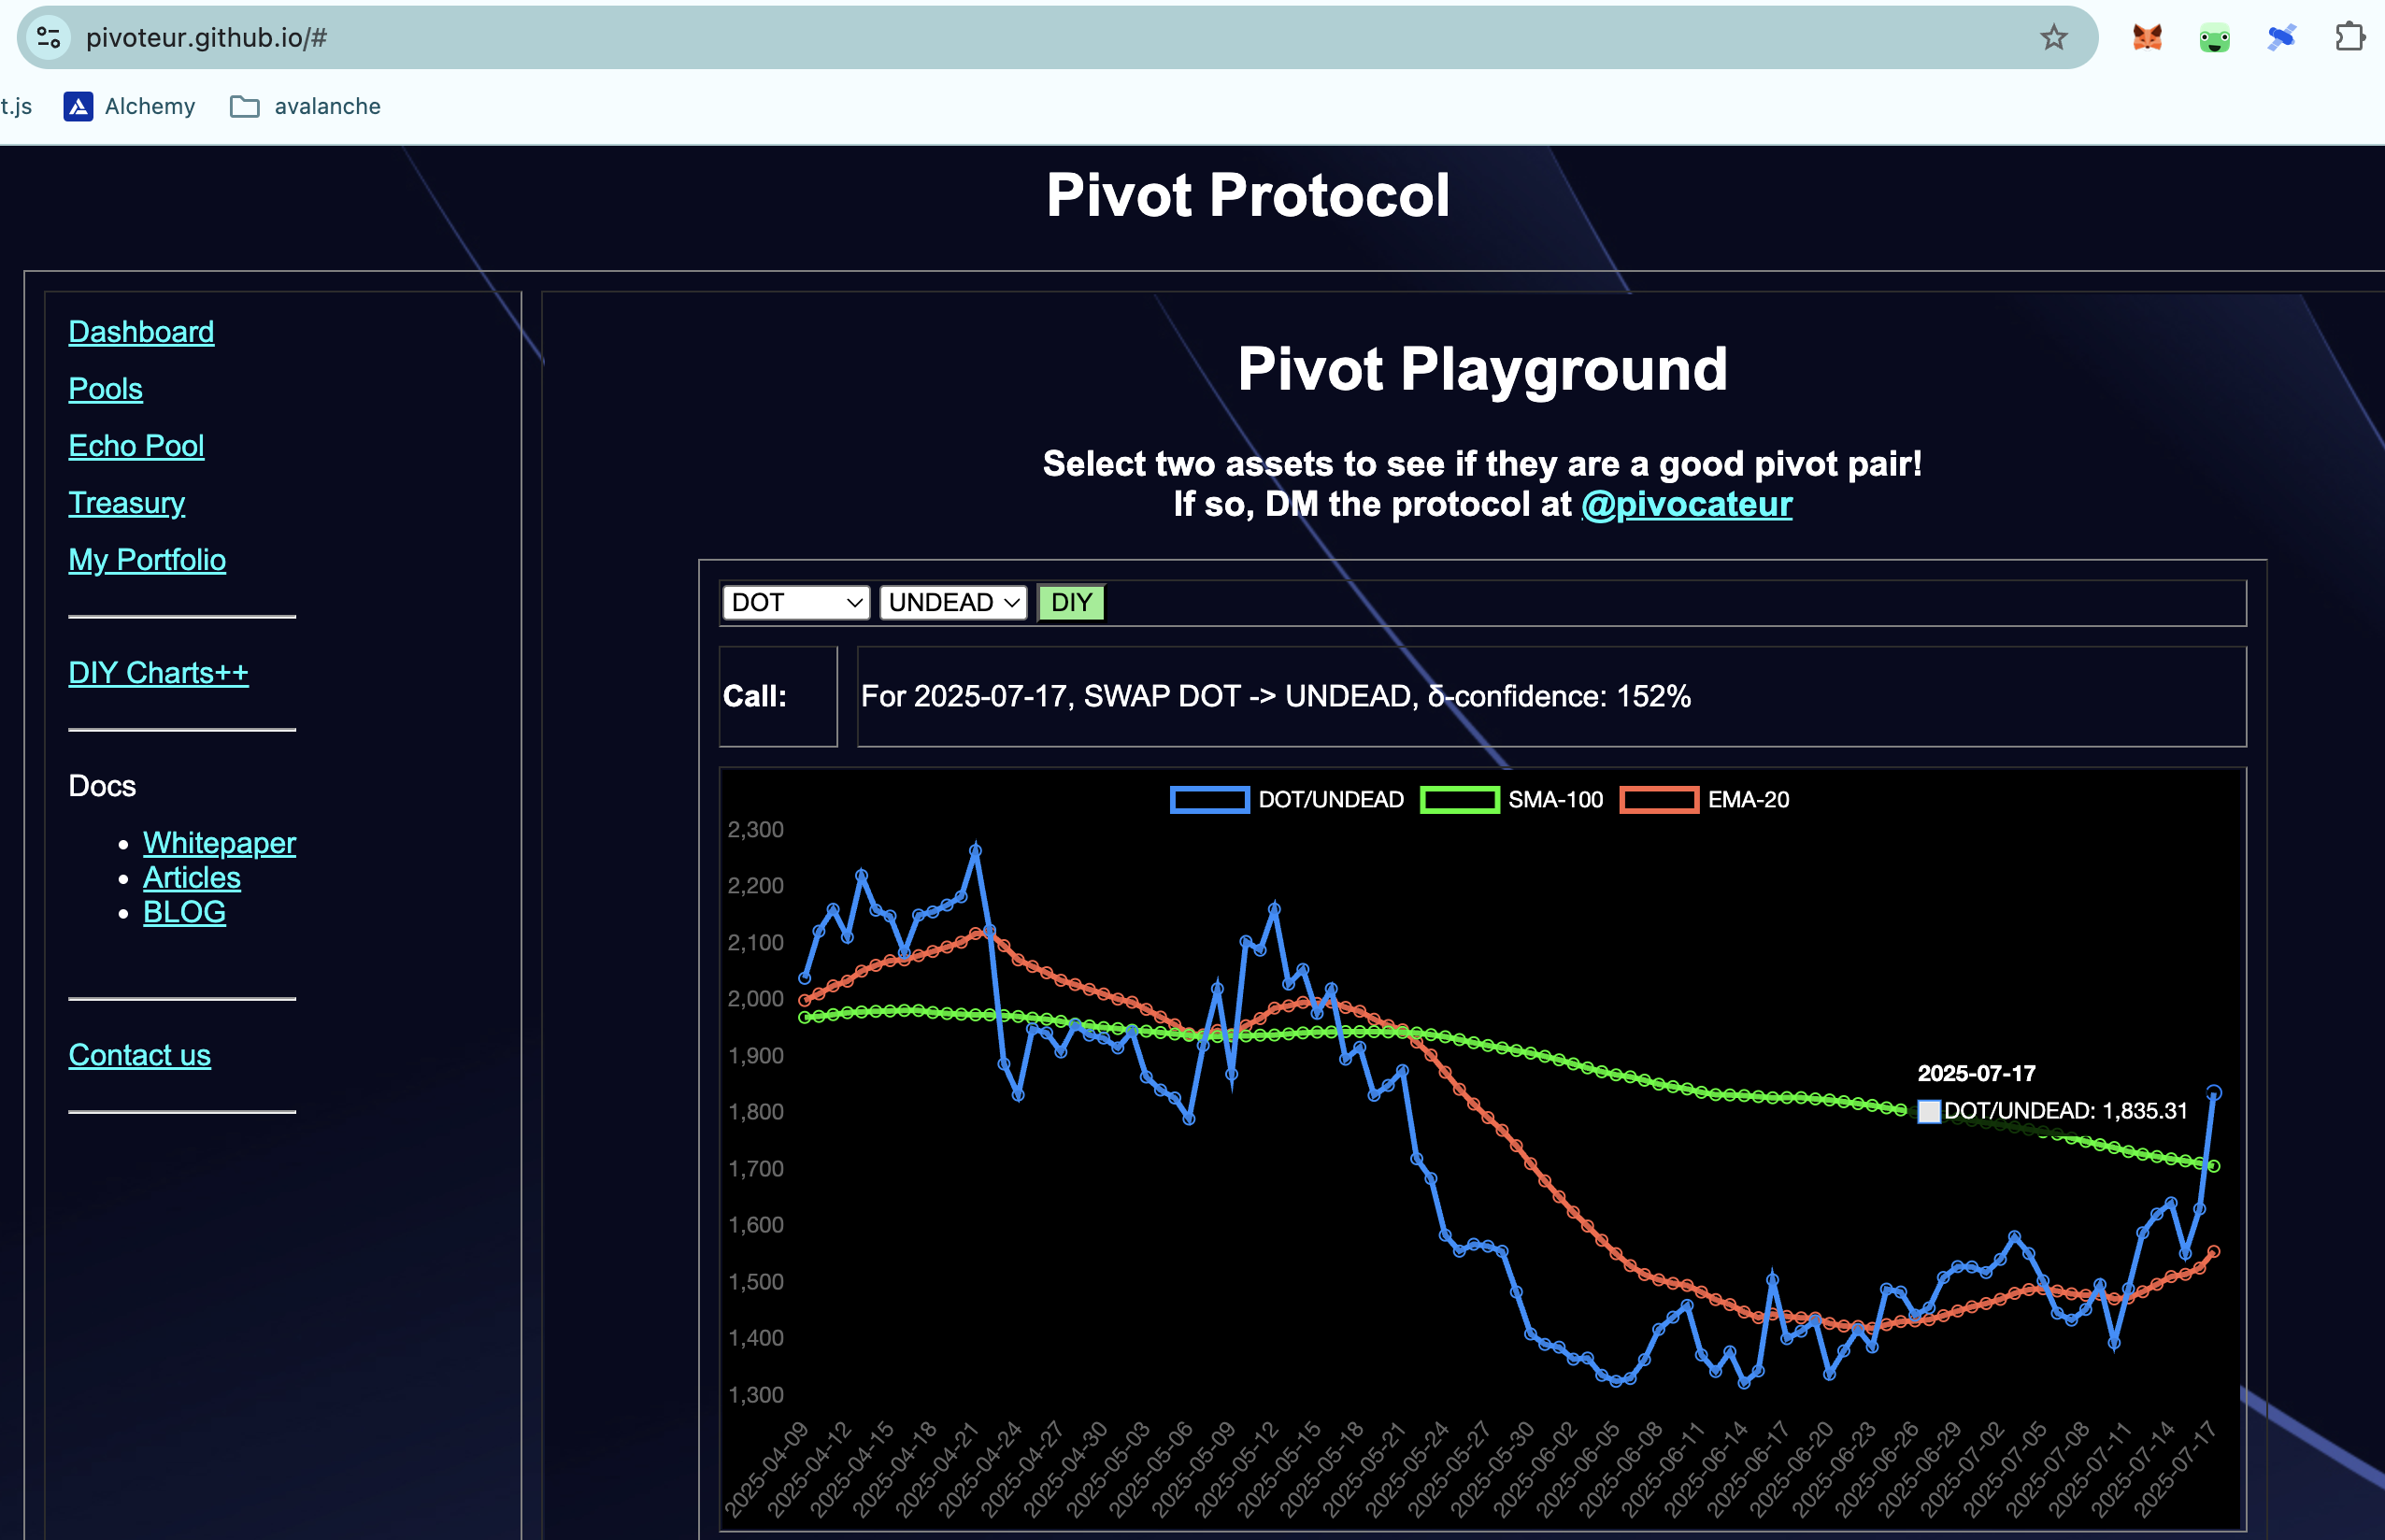 pivoteur.github.io/#
t.js
Alchemy
avalanche
Pivot Protocol
Dashboard
Pools
Echo Pool
Treasury
My Portfolio
DIY Charts++
Docs
Whitepaper
Articles
BLOG
Contact us
Pivot Playground
Select two assets to see if they are a good pivot pair!
If so, DM the protocol at @pivocateur
DOT UNDEAD DIY
Call: For 2025-07-17, SWAP DOT -> UNDEAD, δ-confidence: 152%
DOT/UNDEAD SMA-100 EMA-20
2,300
2,200
2,100
2,000
1,900
1,800
1,700
1,600
1,500
1,400
1,300
2025-07-17
DOT/UNDEAD: 1,835.31
2025-04-09
2025-04-12
2025-04-15
2025-04-18
2025-04-21
2025-04-24
2025-04-27
2025-04-30
2025-05-03
2025-05-06
2025-05-09
2025-05-12
2025-05-15
2025-05-18
2025-05-21
2025-05-24
2025-05-27
2025-05-30
2025-06-02
2025-06-05
2025-06-08
2025-06-11
2025-06-14
2025-06-17
2025-06-20
2025-06-23
2025-06-26
2025-06-29
2025-07-02
2025-07-05
2025-07-08
2025-07-11
2025-07-14
2025-07-17